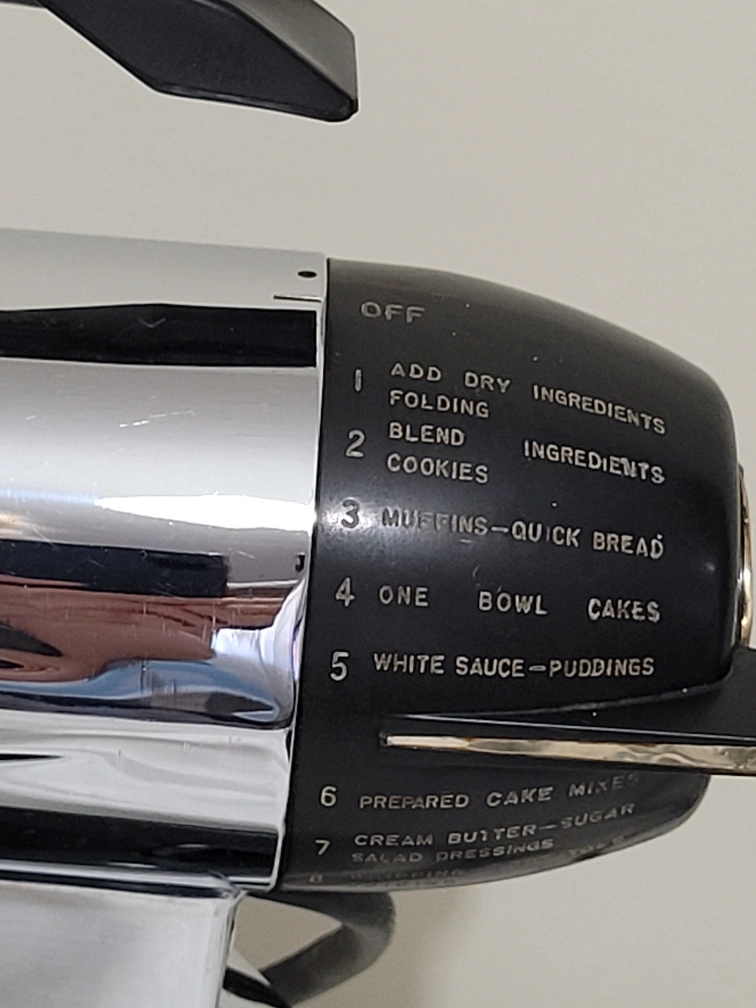 OFF
1 ADD DRY INGREDIENTS
FOLDING
2 BLEND INGREDIENTS
COOKIES
3 MUFFINS-QUICK BREAD
4 ONE BOWL CAKES
5 WHITE SAUCE-PUDDINGS
6 PREPARED CAKE MIXES
7 CREAM BUTTER-SUGAR
SALAD DRESSINGS
8